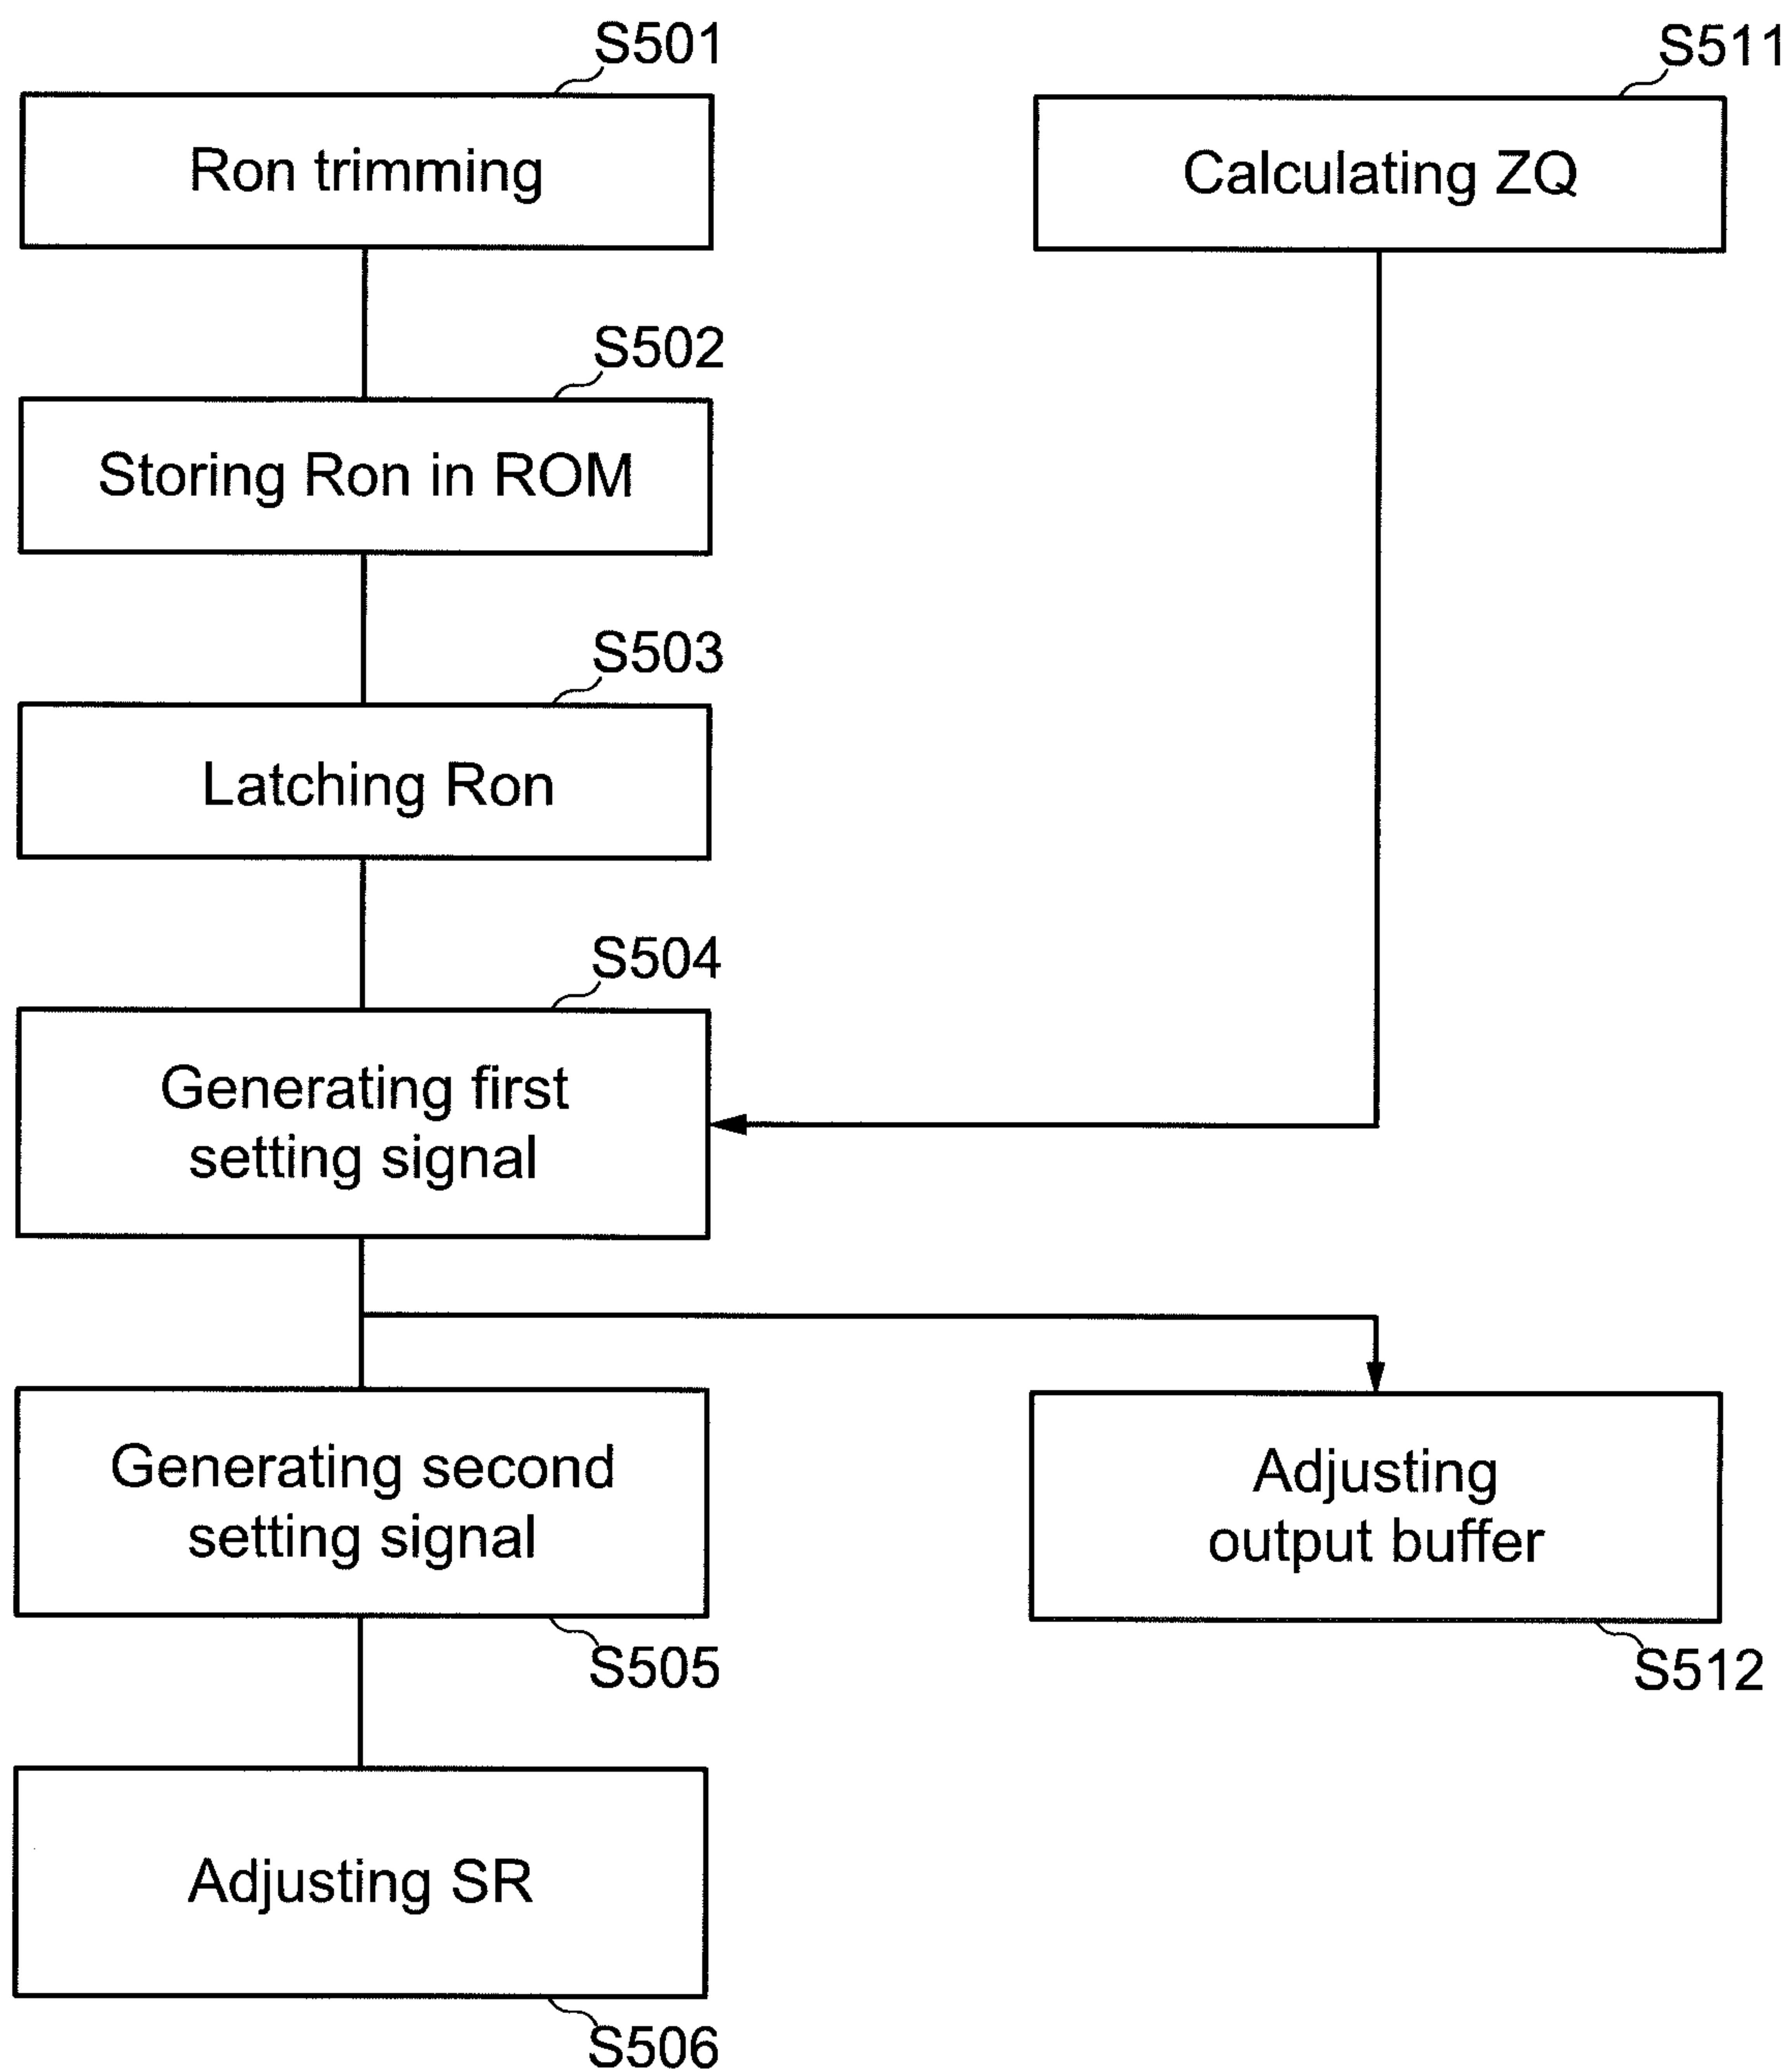 S501
Ron trimming
S511
Calculating ZQ
S502
Storing Ron in ROM
S503
Latching Ron
S504
Generating first
setting signal
Generating second
setting signal
S505
Adjusting
output buffer
S512
Adjusting SR
S506